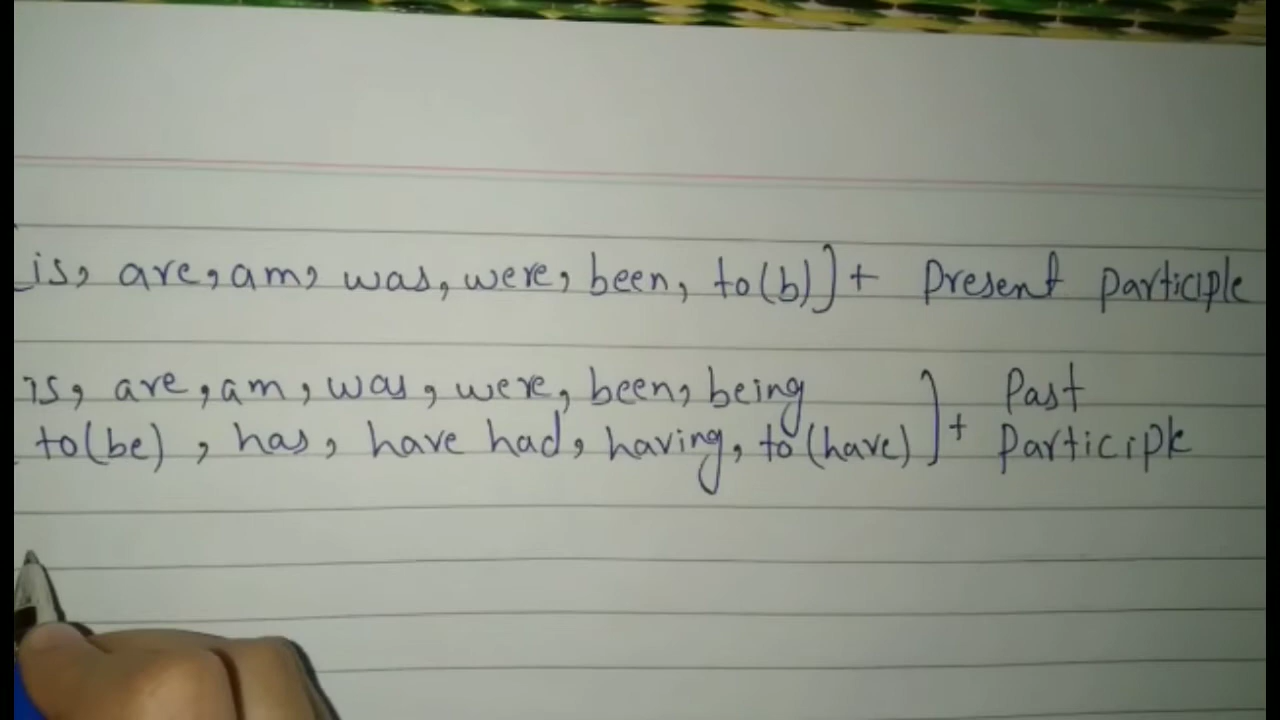 [is, are, am, was, were, been, to(b)] + Present participle
is, are, am, was, were, been, being
to(be), has, have had, having, to(have)] + Past Participle